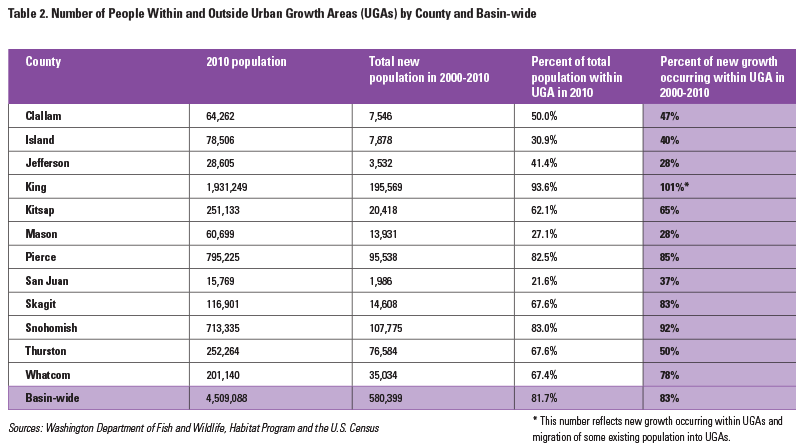 Table 2. Number of People Within and Outside Urban Growth Areas (UGAs) by County and Basin-wide
County 2010 population Total new population in 2000-2010 Percent of total population within UGA in 2010 Percent of new growth occurring within UGA in 2000-2010
Clallam 64,262 7,546 50.0% 47%
Island 78,506 7,878 30.9% 40%
Jefferson 28,605 3,532 41.4% 28%
King 1,931,249 195,569 93.6% 101%*
Kitsap 251,133 20,418 62.1% 65%
Mason 60,699 13,931 27.1% 28%
Pierce 795,225 95,538 82.5% 85%
San Juan 15,769 1,986 21.6% 37%
Skagit 116,901 14,608 67.6% 83%
Snohomish 713,335 107,775 83.0% 92%
Thurston 252,264 76,584 67.6% 50%
Whatcom 201,140 35,034 67.4% 78%
Basin-wide 4,509,088 580,399 81.7% 83%
Sources: Washington Department of Fish and Wildlife, Habitat Program and the U.S. Census
* This number reflects new growth occurring within UGAs and
migration of some existing population into UGAs.